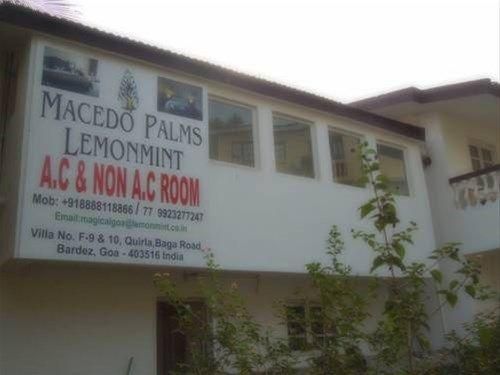 MACEDO PALMS
LEMONMINT
A.C & NON A.C ROOM
Mob: +918888118866 / 77 9923277247
Email:magicalgoa@lemonmint.co.in
Villa No. F-9 & 10, Quirla,Baga Road,
Bardez, Goa - 403516 India